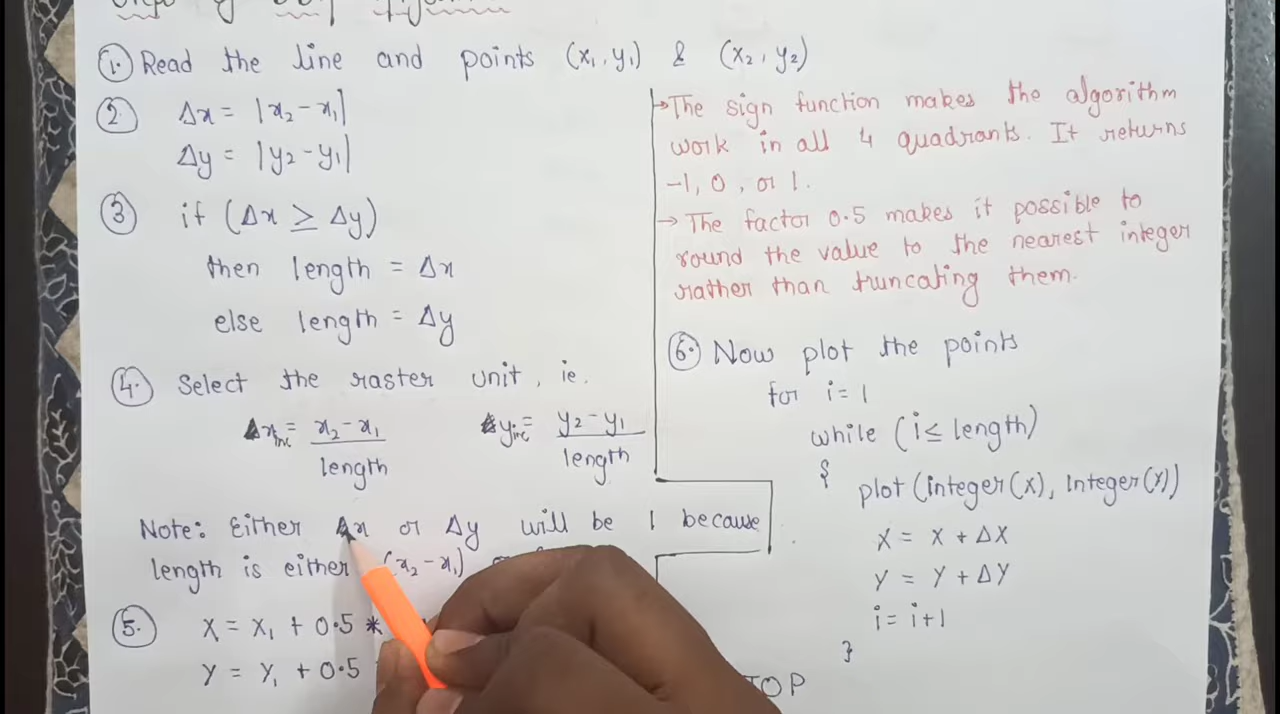 ① Read the line and points (x₁, y₁) & (x₂, y₂)
② Δx = |x₂ - x₁|
Δy = |y₂ - y₁|
③ if (Δx ≥ Δy)
then length = Δx
else length = Δy
④ Select the raster unit, ie.
Δx inc = x₂ - x₁ / length Δy inc = y₂ - y₁ / length
Note: Either Δx or Δy will be 1 because
length is either (x₂ - x₁)
⑤ X = X₁ + 0.5 *
Y = Y₁ + 0.5
→ The sign function makes the algorithm
work in all 4 quadrants. It returns
-1, 0, or 1.
→ The factor 0.5 makes it possible to
round the value to the nearest integer
rather than truncating them.
⑥ Now plot the points
for i = 1
while (i ≤ length)
{
plot (integer(X), Integer(Y))
X = X + ΔX
Y = Y + ΔY
i = i+1
}